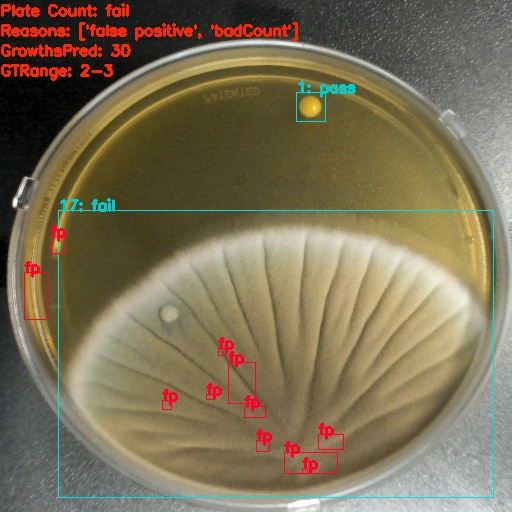 Plate Count: fail
Reasons: ['false positive', 'badCount']
GrowthsPred: 30
GTRange: 2-3
1: pass
17: fail
fp
fp
fp
fp
fp
fp
fp
fp
fp
fp
fp